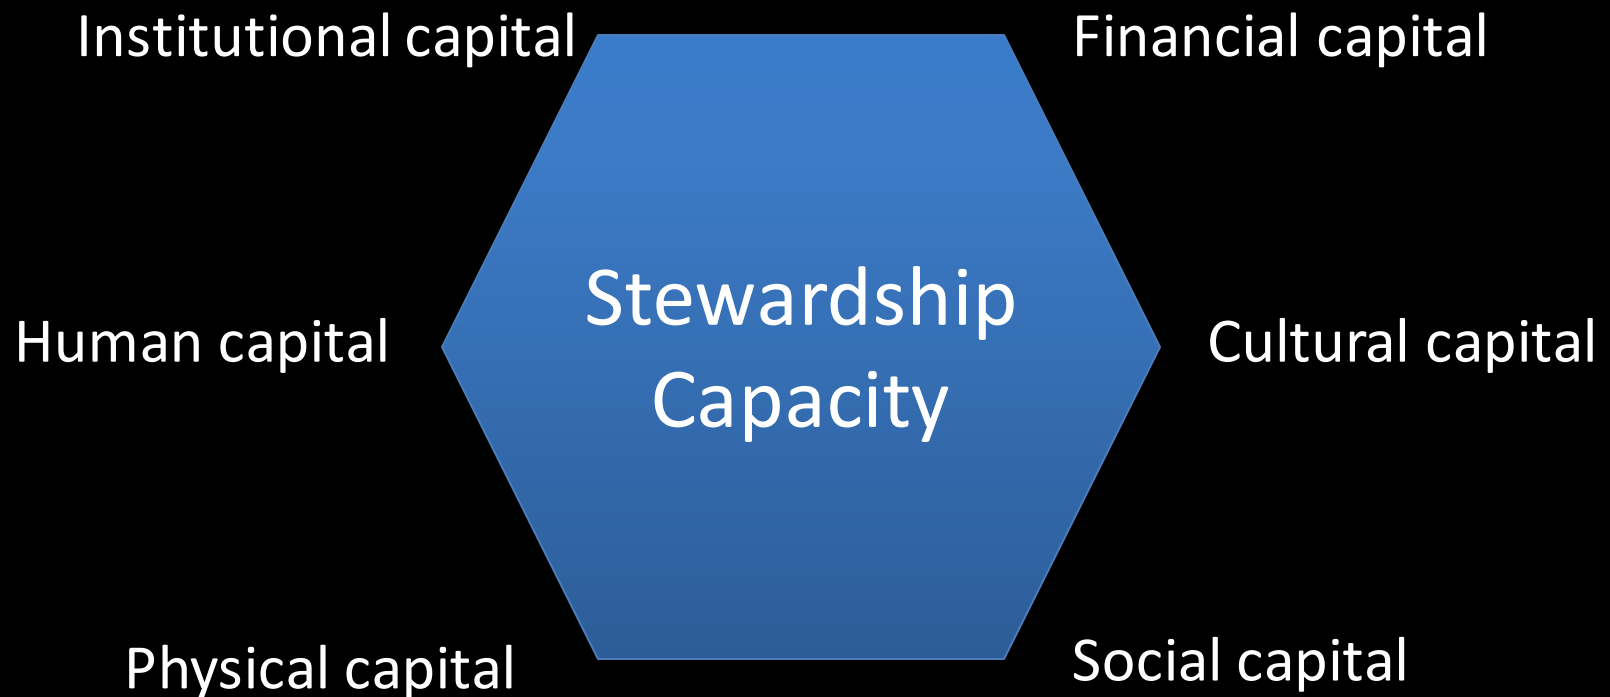 Institutional capital
Financial capital
Human capital
Stewardship
Capacity
Cultural capital
Physical capital
Social capital